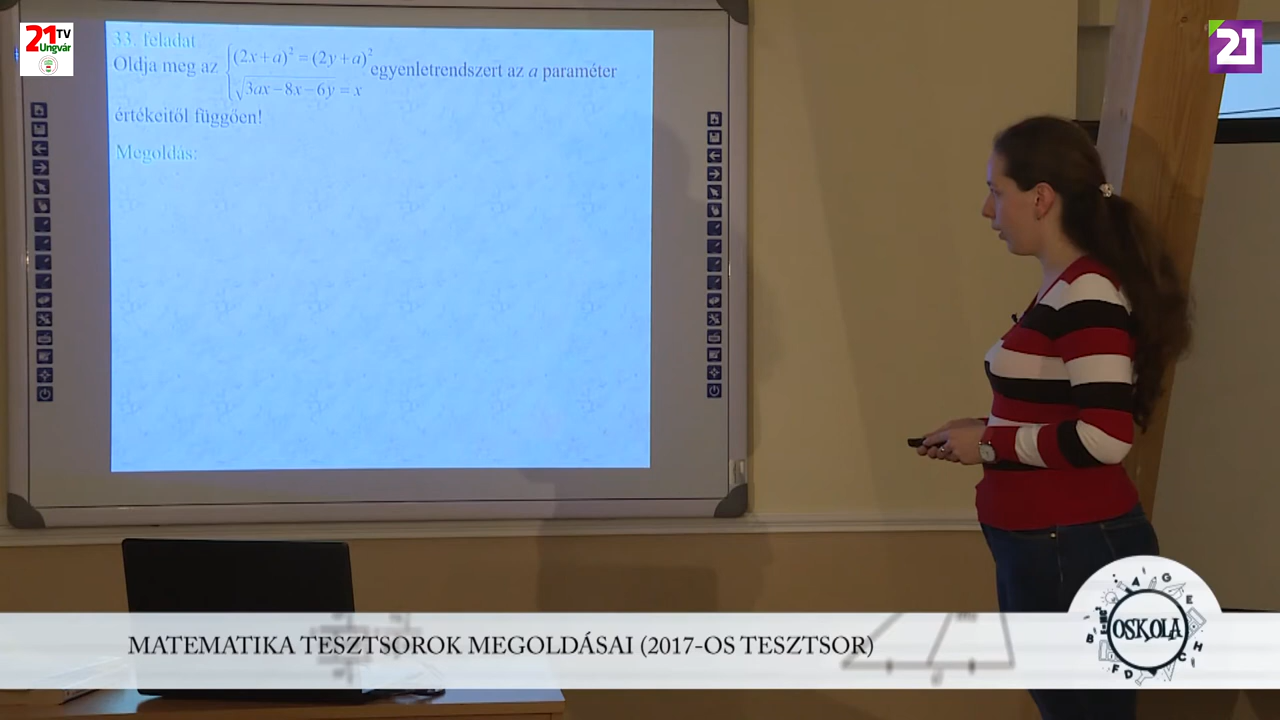 21 TV
Ungvár
21
33. feladat
Oldja meg az {(2x+a)² = (2y+a)² egyenletrendszert az a paraméter
√3ax−8x−6y = x
értékeitől függően!
Megoldás:
MATEMATIKA TESZTSOROK MEGOLDÁSAI (2017-OS TESZTSOR)
OSKOLA
A G E H C D F B